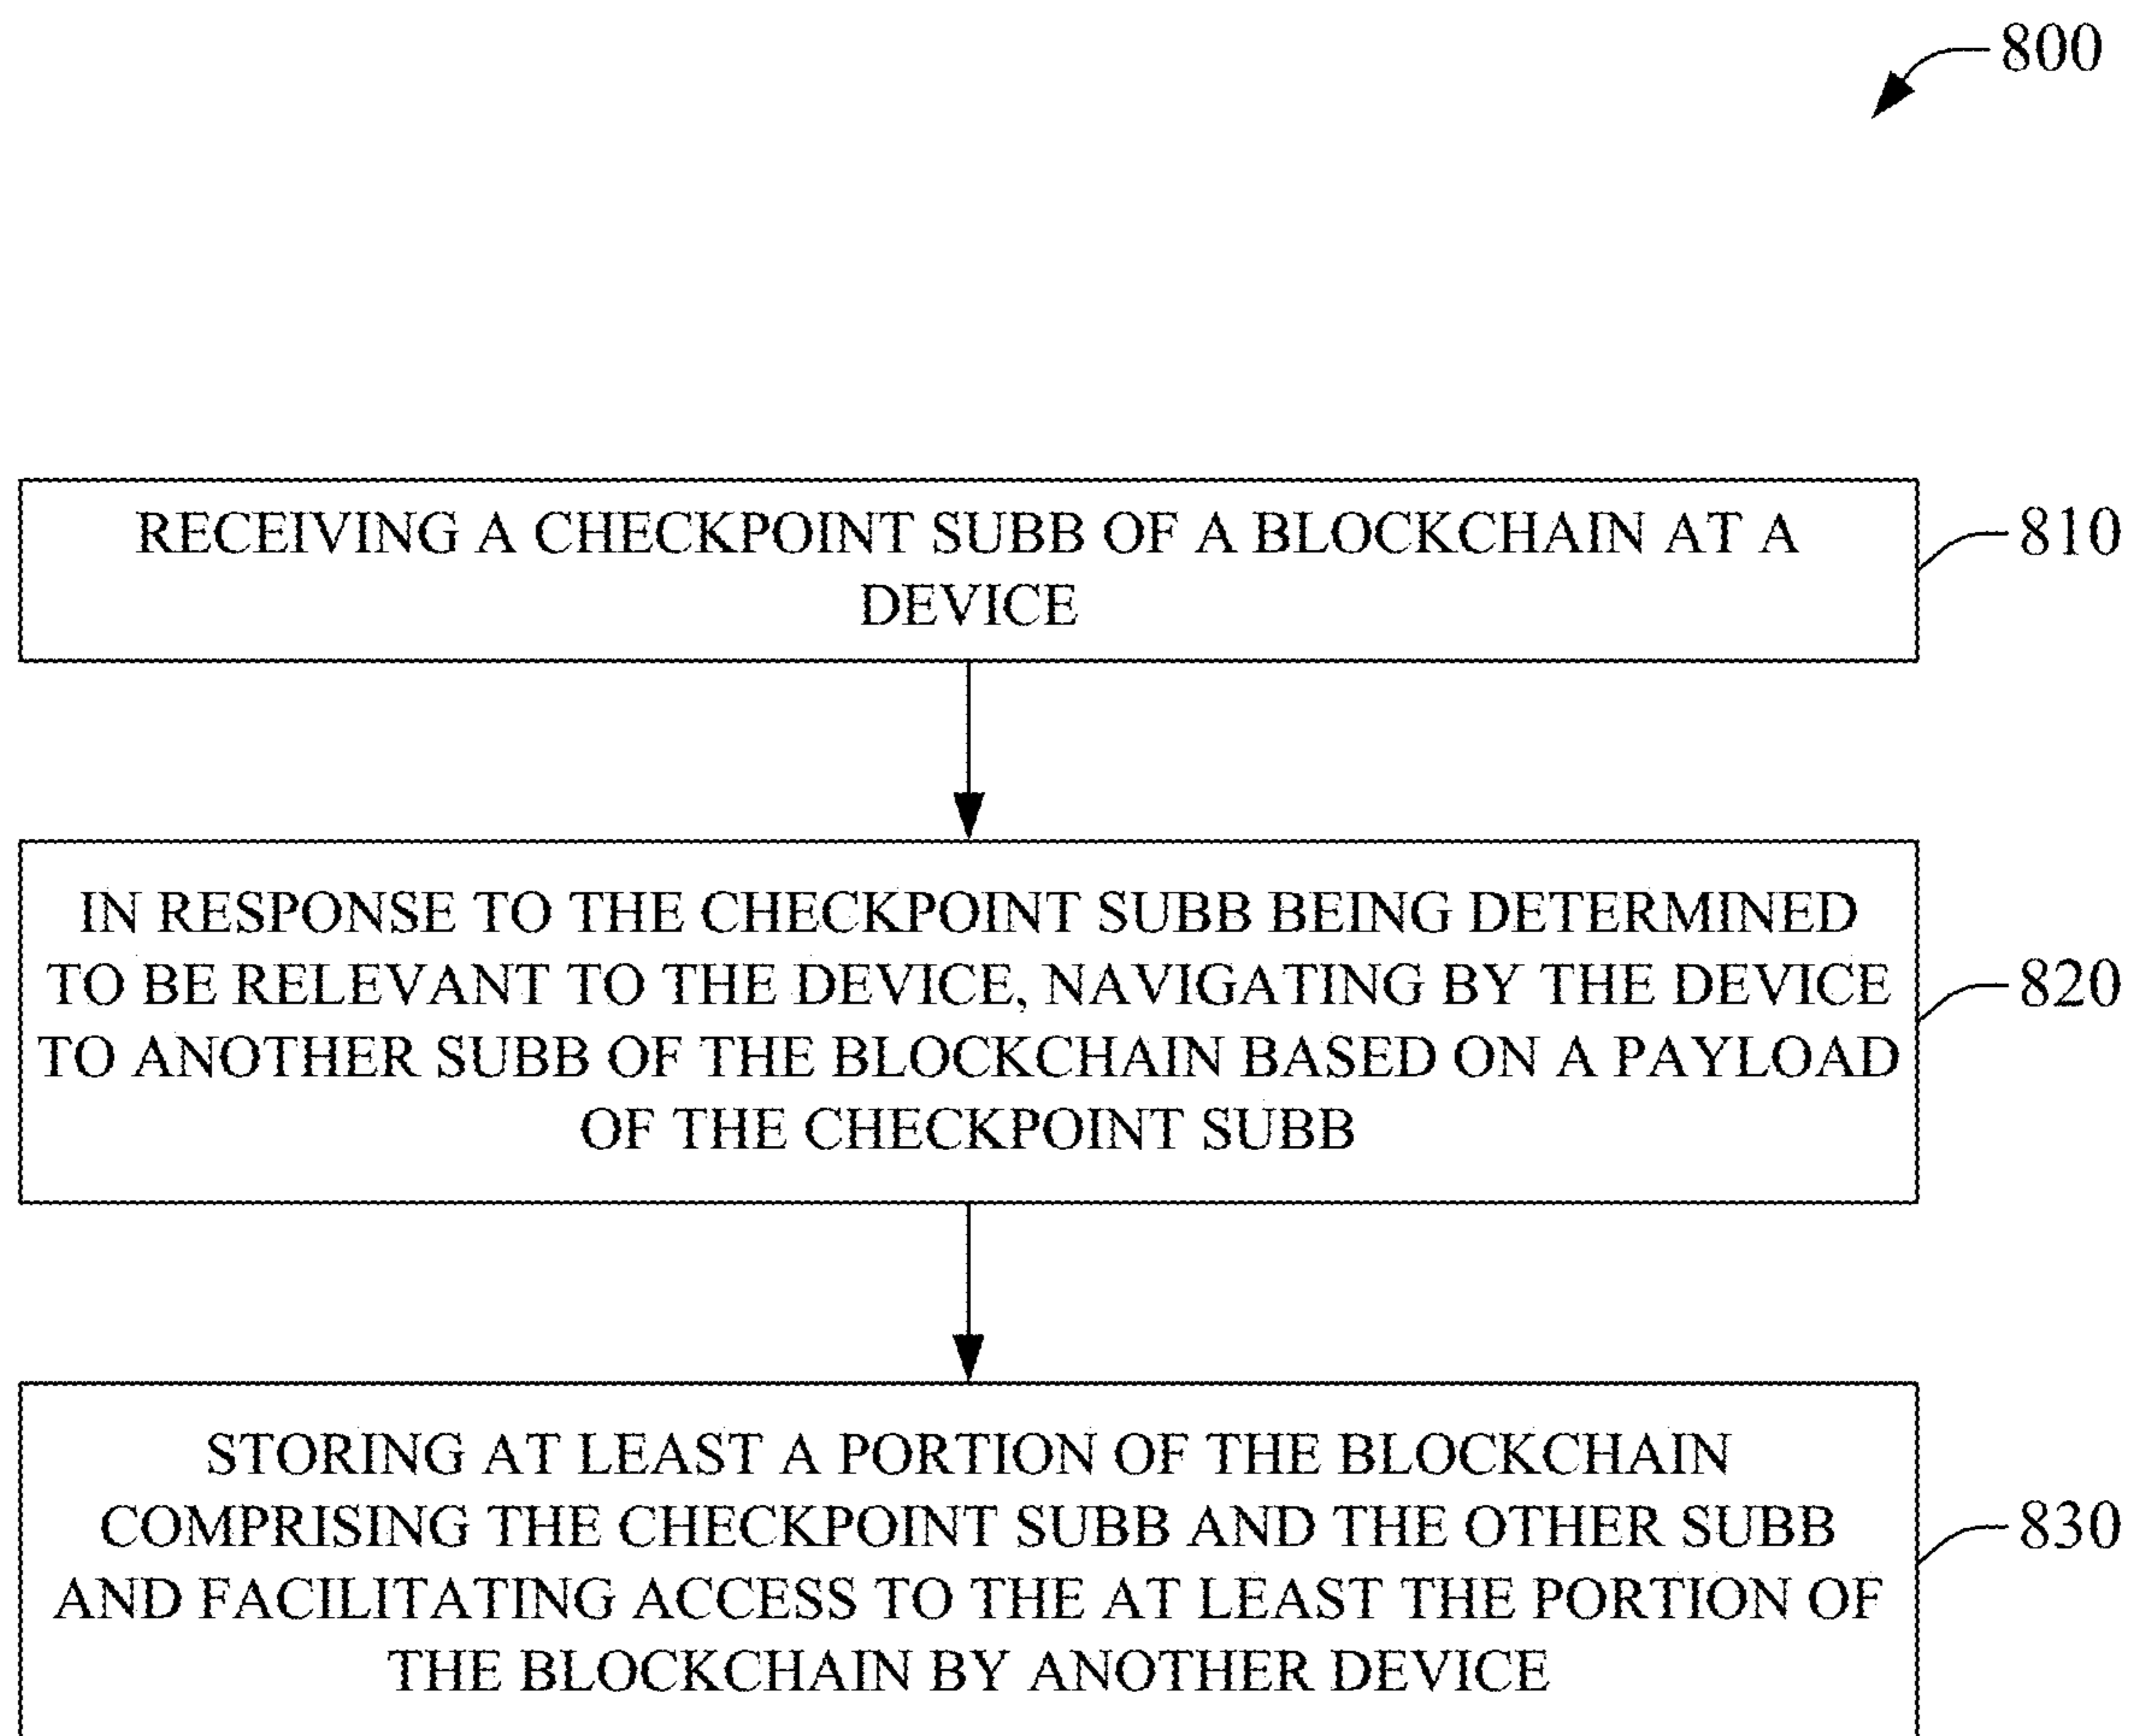 800
RECEIVING A CHECKPOINT SUBB OF A BLOCKCHAIN AT A
DEVICE
810
IN RESPONSE TO THE CHECKPOINT SUBB BEING DETERMINED
TO BE RELEVANT TO THE DEVICE, NAVIGATING BY THE DEVICE
TO ANOTHER SUBB OF THE BLOCKCHAIN BASED ON A PAYLOAD
OF THE CHECKPOINT SUBB
820
STORING AT LEAST A PORTION OF THE BLOCKCHAIN
COMPRISING THE CHECKPOINT SUBB AND THE OTHER SUBB
AND FACILITATING ACCESS TO THE AT LEAST THE PORTION OF
THE BLOCKCHAIN BY ANOTHER DEVICE
830